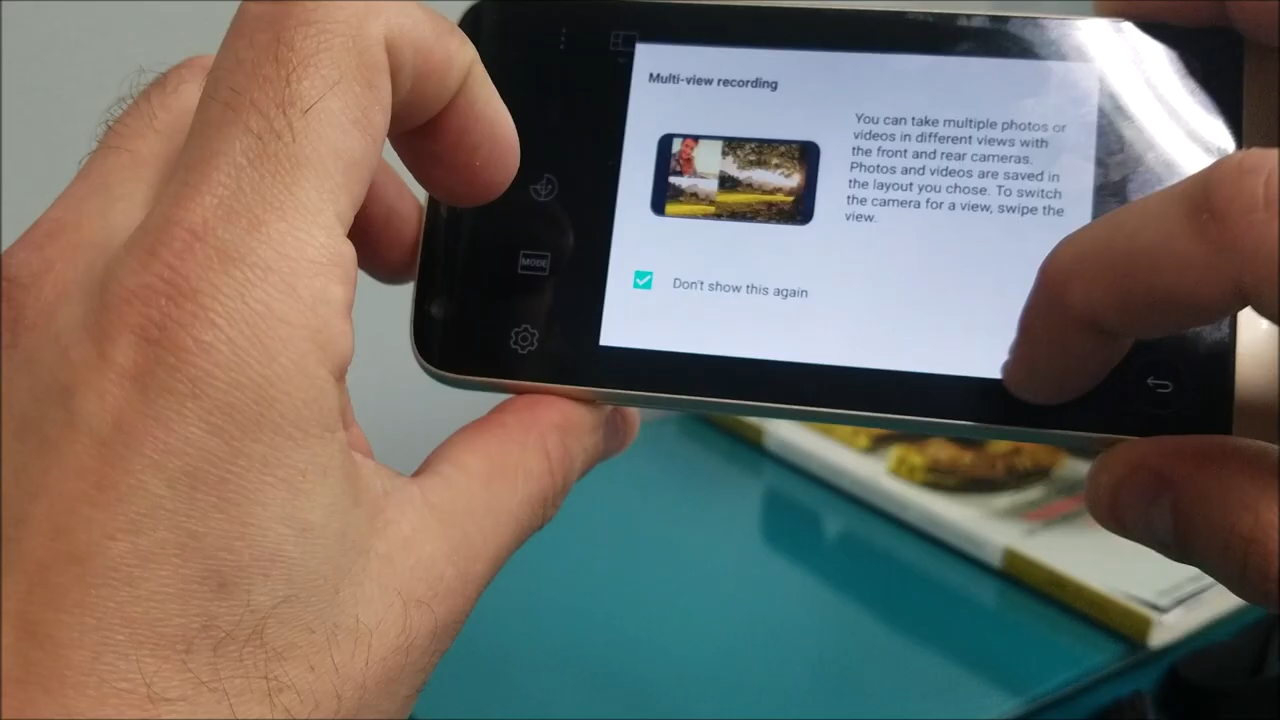 Multi-view recording
You can take multiple photos or
videos in different views with
the front and rear cameras.
Photos and videos are saved in
the layout you chose. To switch
the camera for a view, swipe the
view.
MODE
Don't show this again